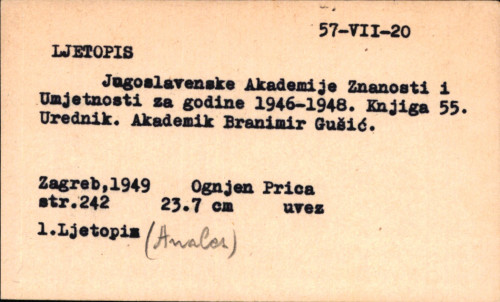 57-VII-20
LJETOPIS
Jugoslavenske Akademije Znanosti i
Umjetnosti za godine 1946-1948. Knjiga 55.
Urednik. Akademik Branimir Gušić.
Zagreb,1949 Ognjen Prica
str.242 23.7 cm uvez
1.Ljetopis (Anales)